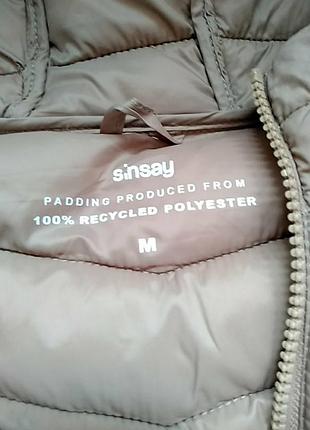 sinsay
PADDING PRODUCED FROM
100% RECYCLED POLYESTER
M